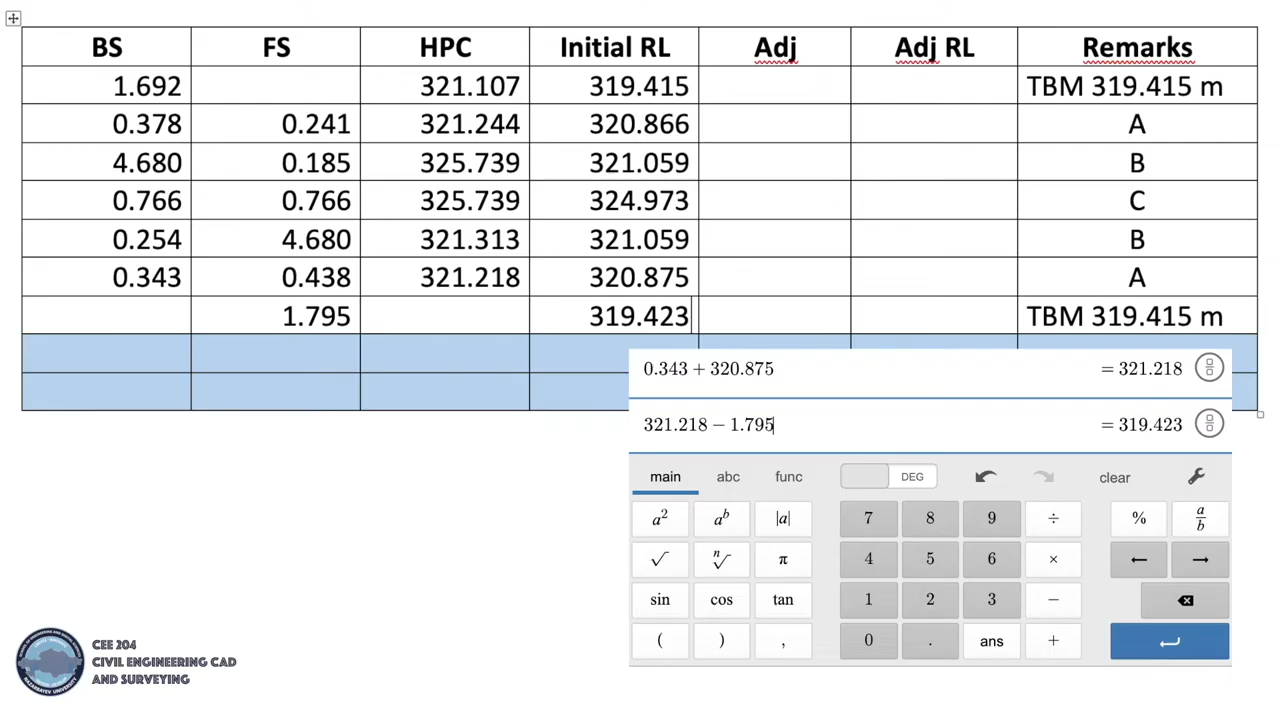 BS FS HPC Initial RL Adj Adj RL Remarks
1.692 321.107 319.415 TBM 319.415 m
0.378 0.241 321.244 320.866 A
4.680 0.185 325.739 321.059 B
0.766 0.766 325.739 324.973 C
0.254 4.680 321.313 321.059 B
0.343 0.438 321.218 320.875 A
1.795 319.423 TBM 319.415 m
0.343 + 320.875 = 321.218
321.218 − 1.795 = 319.423
main abc func DEG clear
a² aᵇ |a| 7 8 9 ÷ % a/b
√ ⁿ√ π 4 5 6 × ← →
sin cos tan 1 2 3 −
( ) , 0 . ans +
CEE 204
CIVIL ENGINEERING CAD
AND SURVEYING